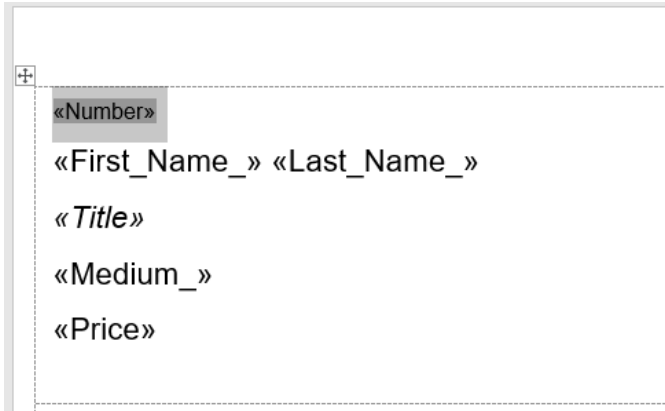 «Number»
«First_Name_» «Last_Name_»
«Title»
«Medium_»
«Price»